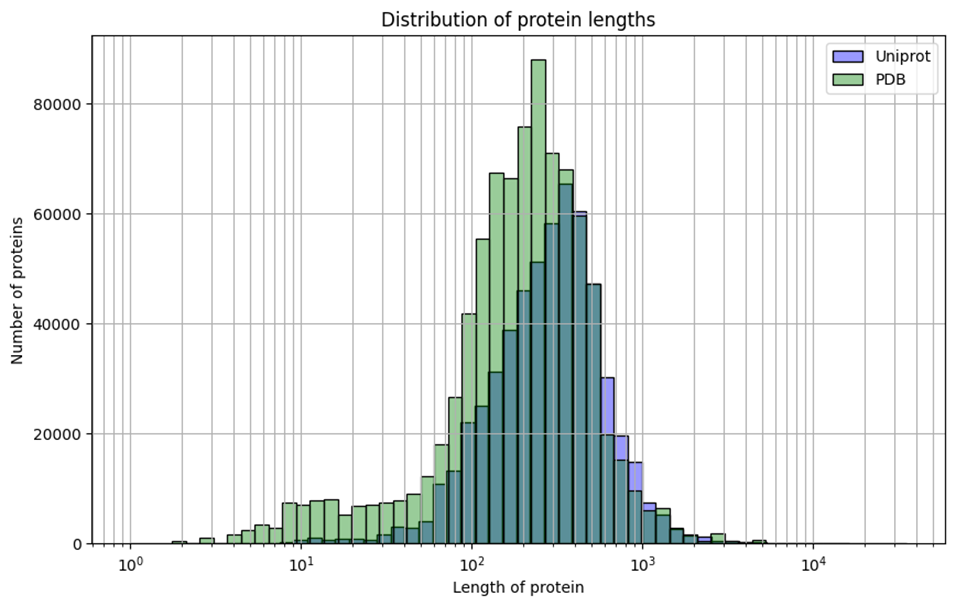 Distribution of protein lengths
Uniprot
PDB
Number of proteins
80000
60000
40000
20000
0
10⁰
10¹
10²
10³
10⁴
Length of protein